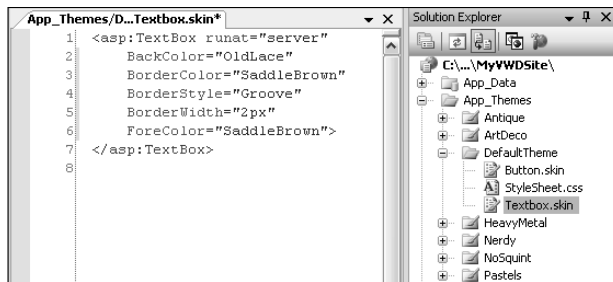 App_Themes/D...Textbox.skin*
1 <asp:TextBox runat="server"
2 BackColor="OldLace"
3 BorderColor="SaddleBrown"
4 BorderStyle="Groove"
5 BorderWidth="2px"
6 ForeColor="SaddleBrown">
7 </asp:TextBox>
8
Solution Explorer
C:\...\MyVWDSite\
App_Data
App_Themes
Antique
ArtDeco
DefaultTheme
Button.skin
StyleSheet.css
Textbox.skin
HeavyMetal
Nerdy
NoSquint
Pastels